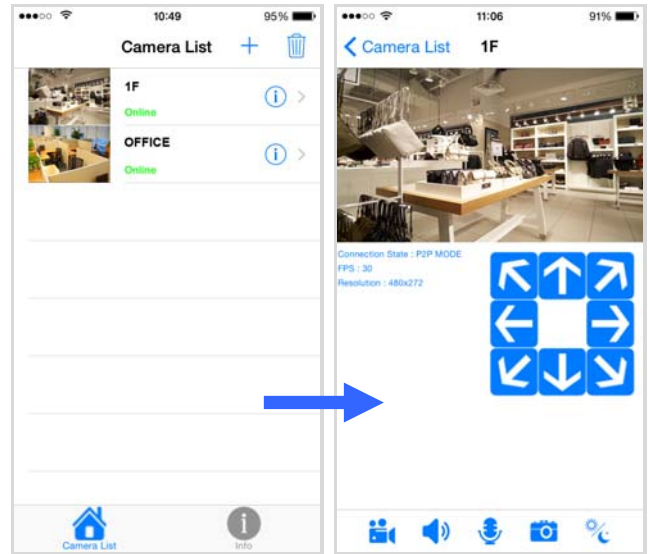 10:49
95%
Camera List
1F
Online
OFFICE
Online
Camera List
Info
11:06
91%
Camera List
1F
Connection State : P2P MODE
FPS : 30
Resolution : 480x272